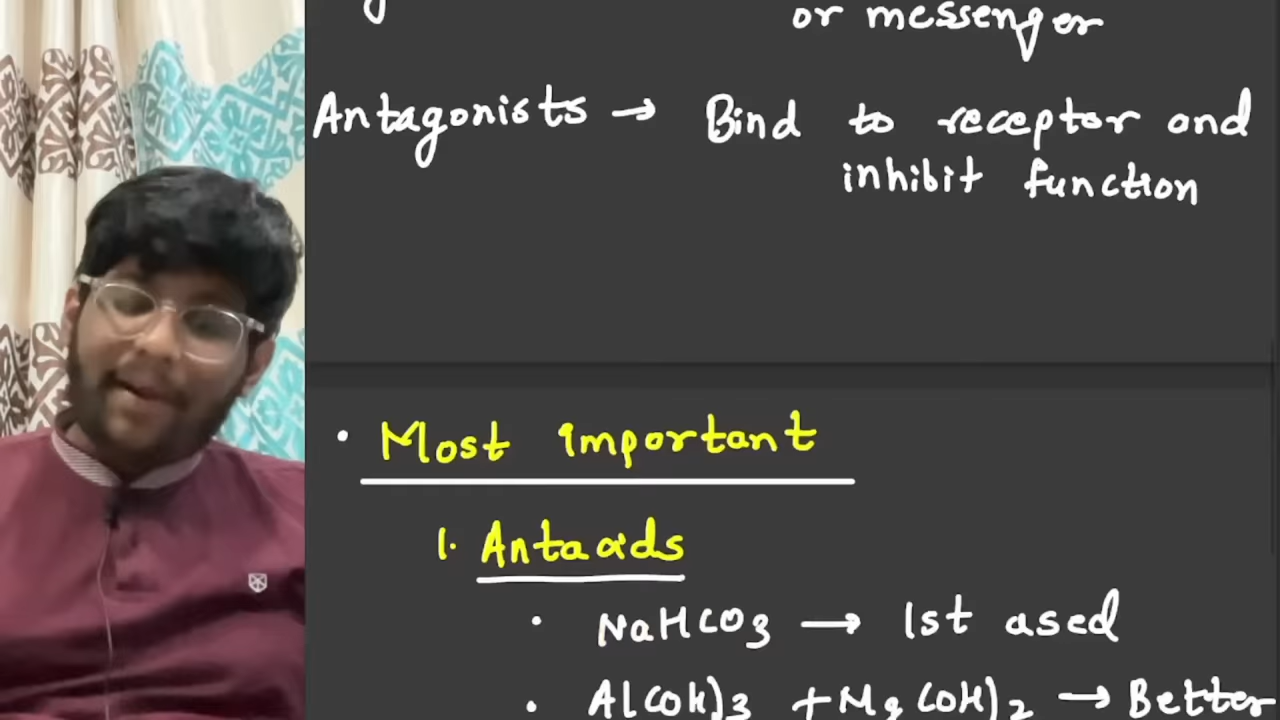 or messenger
Antagonists → Bind to receptor and
inhibit function
• Most important
1. Antacids
• NaHCO3 → 1st used
• Al(OH)3 + Mg(OH)2 → Better